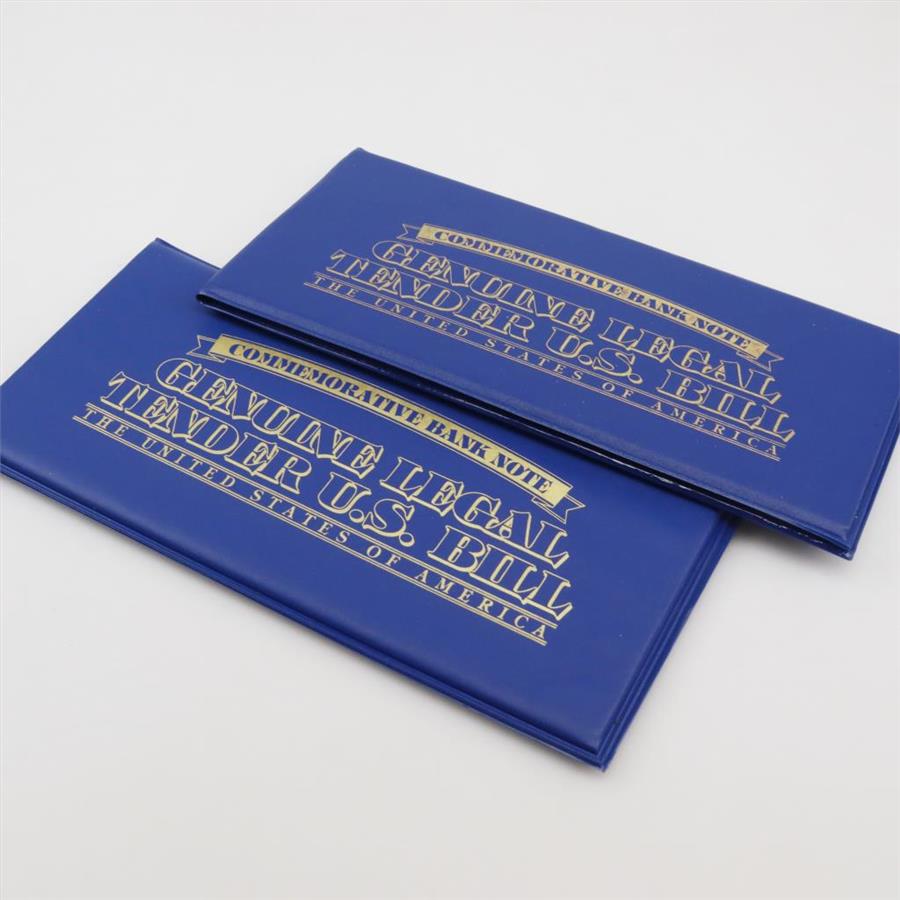 COMMEMORATIVE BANK NOTE
GENUINE LEGAL
TENDER U.S. BILL
THE UNITED STATES OF AMERICA
COMMEMORATIVE BANK NOTE
GENUINE LEGAL
TENDER U.S. BILL
THE UNITED STATES OF AMERICA